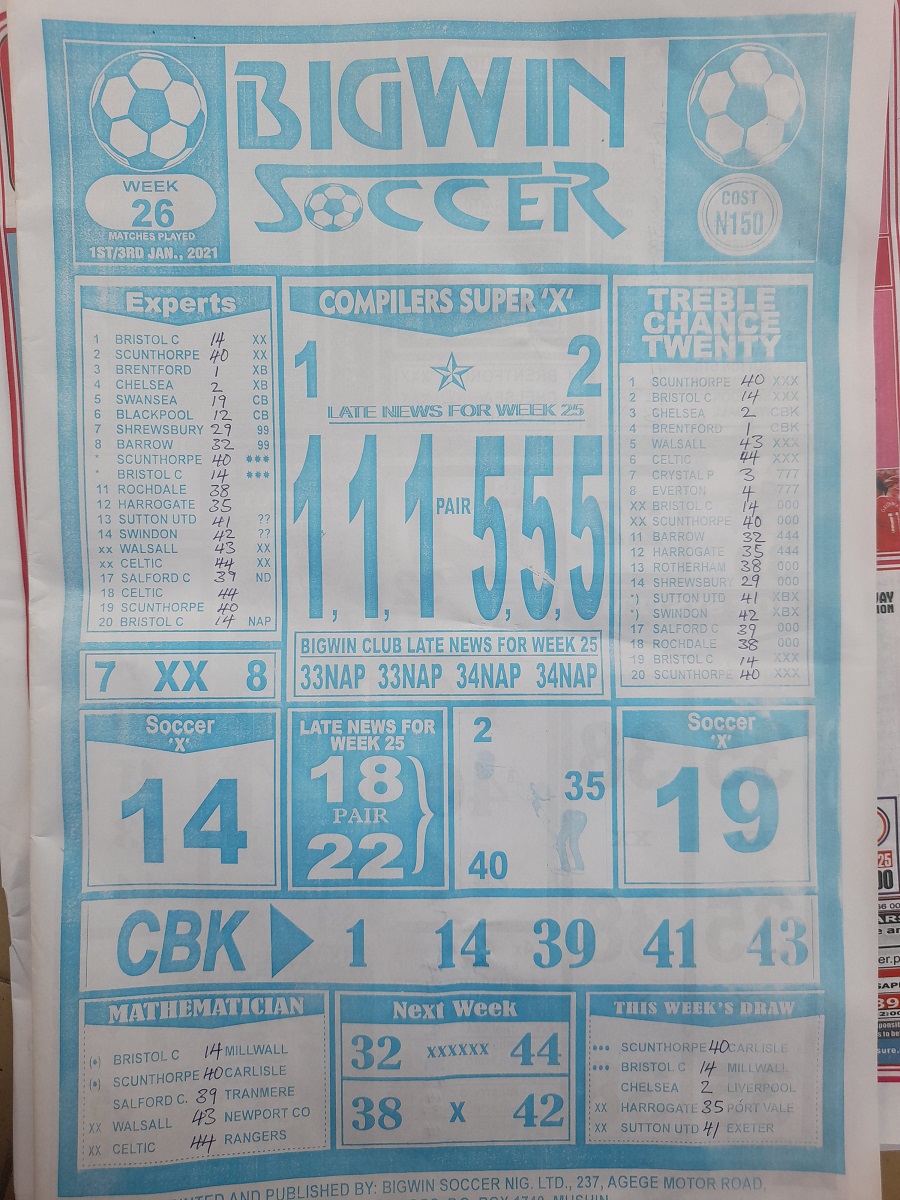 BIGWIN
SOCCER
WEEK
26
MATCHES PLAYED
1ST/3RD JAN., 2021
COST
N150
Experts
1 BRISTOL C 14 XX
2 SCUNTHORPE 40 XX
3 BRENTFORD 1 XB
4 CHELSEA 2 XB
5 SWANSEA 19 CB
6 BLACKPOOL 12 CB
7 SHREWSBURY 29 99
8 BARROW 32 99
* SCUNTHORPE 40 ***
* BRISTOL C 14 ***
11 ROCHDALE 38
12 HARROGATE 35
13 SUTTON UTD 41 ??
14 SWINDON 42 ??
xx WALSALL 43 XX
xx CELTIC 44 XX
17 SALFORD C 39 ND
18 CELTIC 44
19 SCUNTHORPE 40
20 BRISTOL C 14 NAP
7 XX 8
COMPILERS SUPER 'X'
1 2
LATE NEWS FOR WEEK 25
1, 1, 1 PAIR 5, 5, 5
BIGWIN CLUB LATE NEWS FOR WEEK 25
33NAP 33NAP 34NAP 34NAP
TREBLE
CHANCE
TWENTY
1 SCUNTHORPE 40 XXX
2 BRISTOL C 14 XXX
3 CHELSEA 2 CBK
4 BRENTFORD 1 CBK
5 WALSALL 43 XXX
6 CELTIC 44 XXX
7 CRYSTAL P 3 777
8 EVERTON 4 777
XX BRISTOL C 14 000
XX SCUNTHORPE 40 000
11 BARROW 32 444
12 HARROGATE 35 444
13 ROTHERHAM 38 000
14 SHREWSBURY 29 000
*) SUTTON UTD 41 XBX
*) SWINDON 42 XBX
17 SALFORD C 39 000
18 ROCHDALE 38 000
19 BRISTOL C 14 XXX
20 SCUNTHORPE 40 XXX
Soccer
'X'
14
LATE NEWS FOR
WEEK 25
18
PAIR
22
2
35
40
Soccer
'X'
19
CBK 1 14 39 41 43
MATHEMATICIAN
(•) BRISTOL C 14 MILLWALL
(•) SCUNTHORPE 40 CARLISLE
SALFORD C. 39 TRANMERE
XX WALSALL 43 NEWPORT CO
XX CELTIC 44 RANGERS
Next Week
32 xxxxxx 44
38 X 42
THIS WEEK'S DRAW
••• SCUNTHORPE 40 CARLISLE
••• BRISTOL C 14 MILLWALL
CHELSEA 2 LIVERPOOL
XX HARROGATE 35 PORT VALE
XX SUTTON UTD 41 EXETER
AND PUBLISHED BY: BIGWIN SOCCER NIG. LTD., 237, AGEGE MOTOR ROAD,